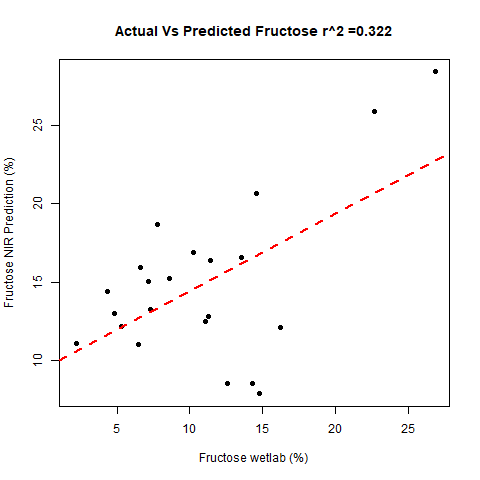 Actual Vs Predicted Fructose r^2 =0.322
Fructose NIR Prediction (%)
25
20
15
10
5 10 15 20 25
Fructose wetlab (%)